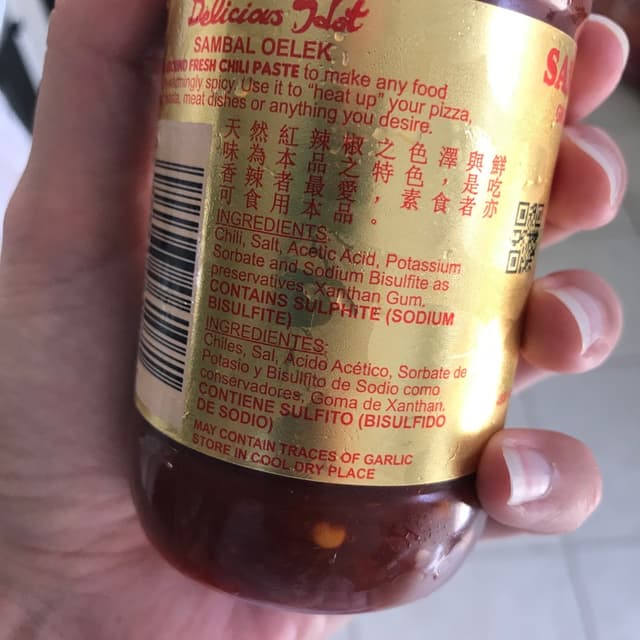 Delicious Hot
SAMBAL OELEK
GROUND FRESH CHILI PASTE to make any food
spicy. Use it to "heat up" your pizza,
meat dishes or anything you desire.
天然紅辣椒之色澤與鮮
味為本品之特色，是吃
香辣者最愛，素食者亦
可食用本品。
INGREDIENTS:
Chili, Salt, Acetic Acid, Potassium
Sorbate and Sodium Bisulfite as
preservatives, Xanthan Gum.
CONTAINS SULPHITE (SODIUM
BISULFITE)
INGREDIENTES:
Chiles, Sal, Acido Acético, Sorbate de
Potasio y Bisulfito de Sodio como
conservadores, Goma de Xanthan.
CONTIENE SULFITO (BISULFIDO
DE SODIO)
MAY CONTAIN TRACES OF GARLIC
STORE IN COOL DRY PLACE
SA